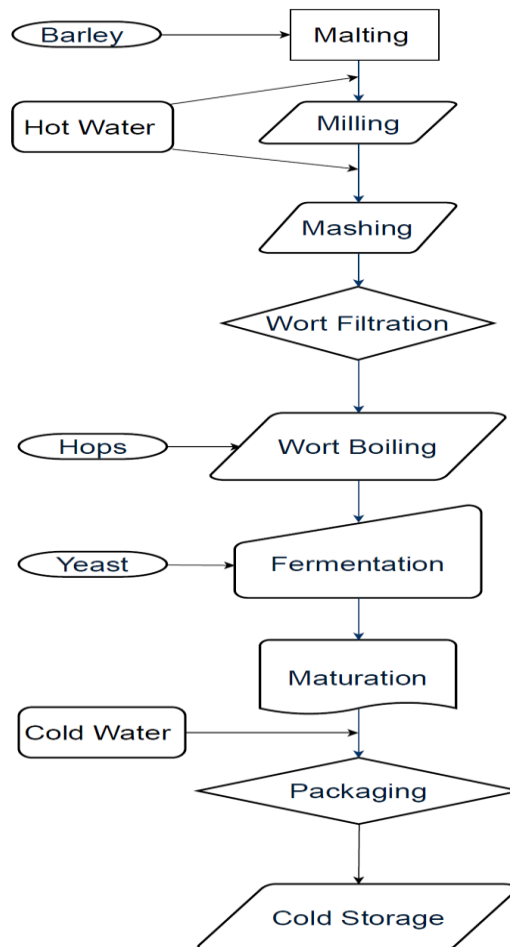 Barley
Malting
Hot Water
Milling
Mashing
Wort Filtration
Hops
Wort Boiling
Yeast
Fermentation
Maturation
Cold Water
Packaging
Cold Storage